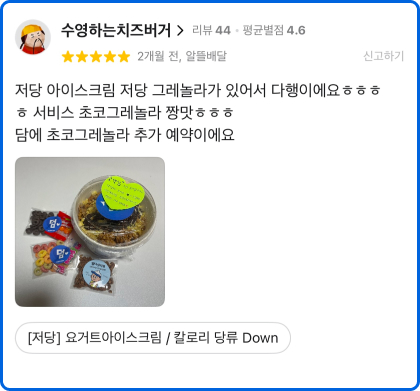 수영하는치즈버거 > 리뷰 44 · 평균별점 4.6
★★★★★ 2개월 전, 알뜰배달 신고하기
저당 아이스크림 저당 그레놀라가 있어서 다행이에요ㅎㅎㅎ
ㅎ 서비스 초코그레놀라 짱맛ㅎㅎㅎ
담에 초코그레놀라 추가 예약이에요
덤
덤
[저당] 요거트아이스크림 / 칼로리 당류 Down